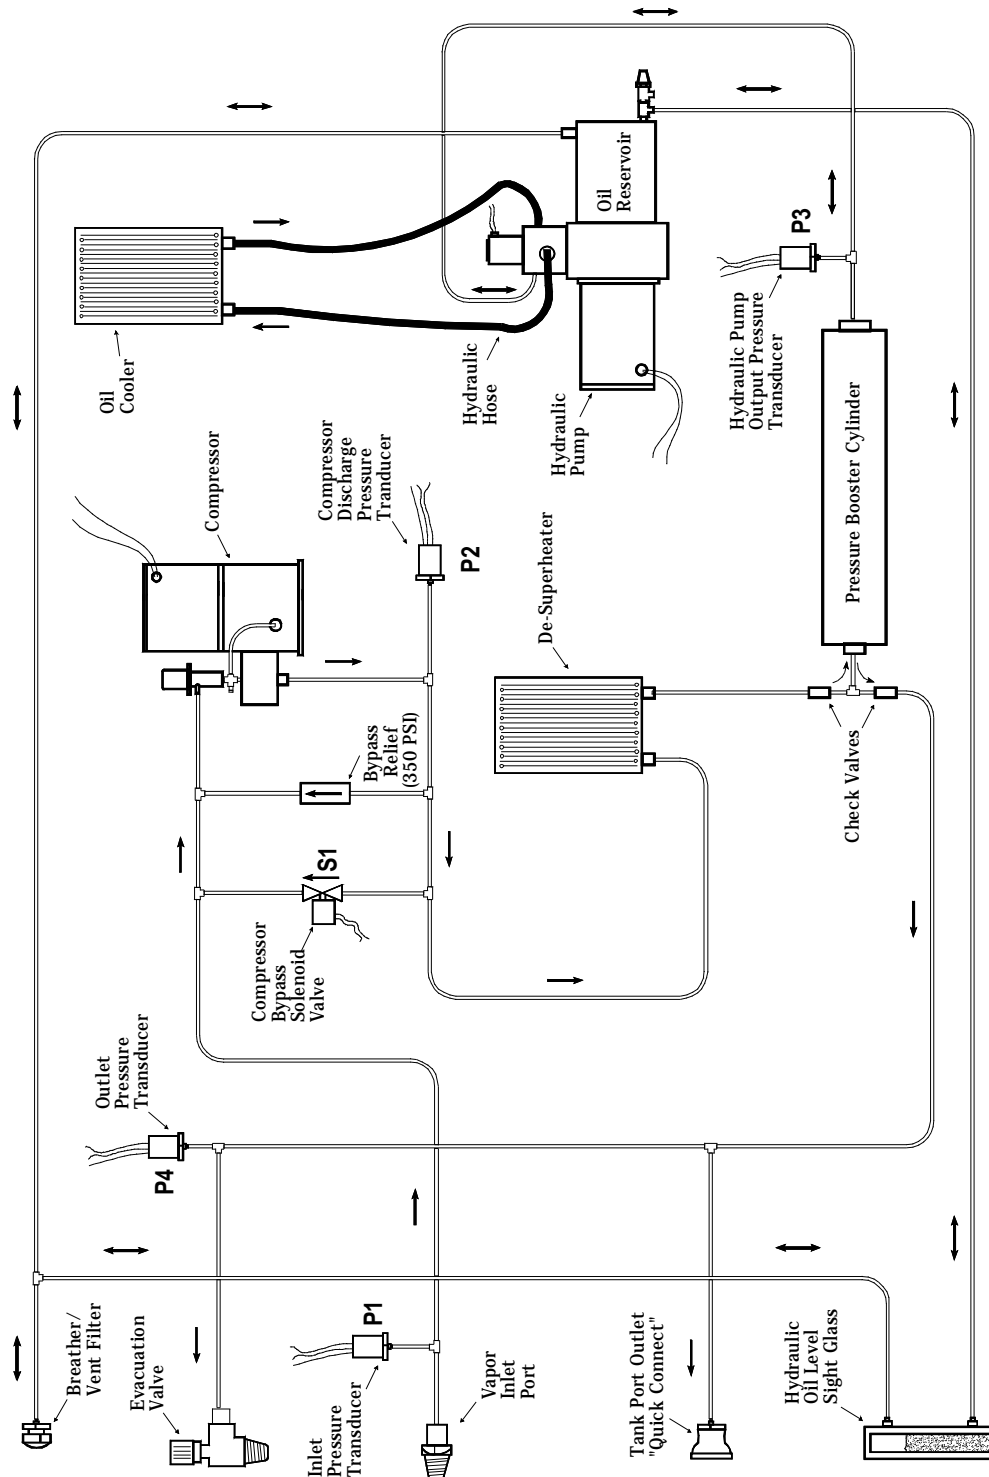 Oil
Cooler
Compressor
Compressor
Discharge
Pressure
Tranducer
P2
Hydraulic
Hose
Hydraulic
Pump
Oil
Reservoir
P3
Hydraulic Pump
Output Pressure
Transducer
Pressure Booster Cylinder
De-Superheater
Check Valves
Bypass
Relief
(350 PSI)
S1
Compressor
Bypass
Solenoid
Valve
Outlet
Pressure
Transducer
P4
Breather/
Vent Filter
Evacuation
Valve
P1
Inlet
Pressure
Transducer
Vapor
Inlet
Port
Tank Port Outlet
"Quick Connect"
Hydraulic
Oil Level
Sight Glass